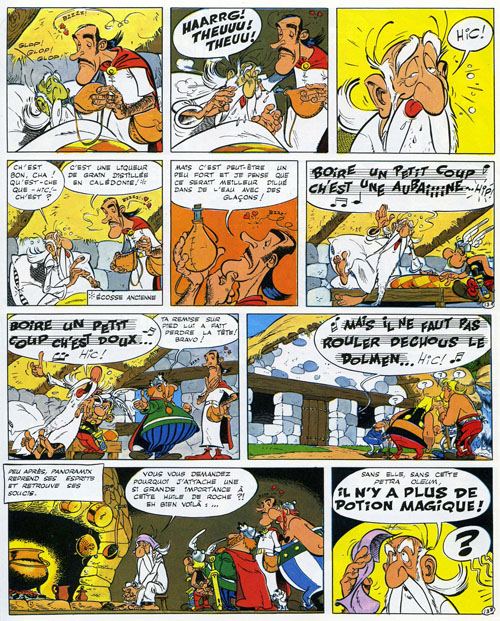 GLOP!
GLOP!
GLOP!
BZZZ!
HAARRG!
THEUUU!
THEUU!
HIC!
CH'EST
BON, CHA!
QU'EST-CHE
QUE -HIC!-
CH'EST?
C'EST UNE LIQUEUR
DE GRAIN DISTILLÉE
EN CALÉDONIE!*
*ÉCOSSE ANCIENNE
MAIS C'EST PEUT-ÊTRE UN
PEU FORT ET JE PENSE QUE
CE SERAIT MEILLEUR DILUÉ
DANS DE L'EAU AVEC DES
GLAÇONS!
BZZZ!
BOIRE UN PETIT COUP!
CH'EST UNE AUBAIIIINE...
HIC!
BOIRE UN PETIT
COUP CH'EST DOUX...
HIC!
TA REMISE SUR
PIED LUI A FAIT
PERDRE LA TÊTE!
BRAVO!
MAIS IL NE FAUT PAS
ROULER DECHOUS LE
DOLMEN...HIC!
PEU APRÈS, PANORAMIX
REPREND SES ESPRITS
ET RETROUVE SES
SOUCIS.
VOUS VOUS DEMANDEZ
POURQUOI J'ATTACHE UNE
SI GRANDE IMPORTANCE À
CETTE HUILE DE ROCHE?!
EH BIEN VOILÀ:...
SANS ELLE, SANS CETTE
PETRA OLEUM,
IL N'Y A PLUS DE
POTION MAGIQUE!
?